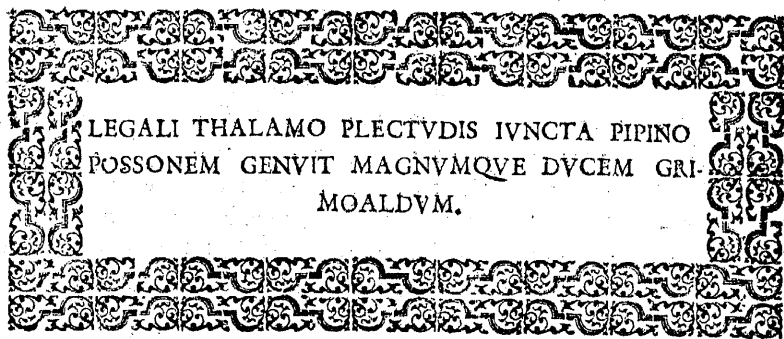 LEGALI THALAMO PLECTVDIS IVNCTA PIPINO
POSSONEM GENVIT MAGNVMQVE DVCEM GRI-
MOALDVM.